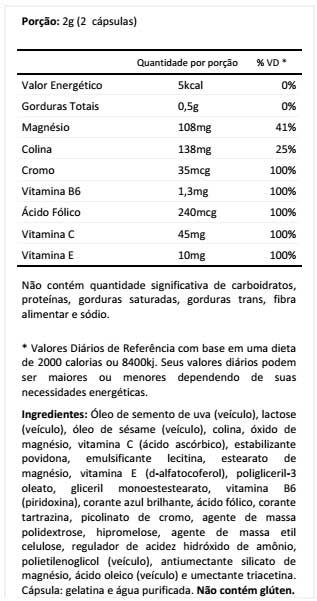 Porção: 2g (2 cápsulas)
Quantidade por porção % VD *
Valor Energético 5kcal 0%
Gorduras Totais 0,5g 0%
Magnésio 108mg 41%
Colina 138mg 25%
Cromo 35mcg 100%
Vitamina B6 1,3mg 100%
Ácido Fólico 240mcg 100%
Vitamina C 45mg 100%
Vitamina E 10mg 100%
Não contém quantidade significativa de carboidratos,
proteínas, gorduras saturadas, gorduras trans, fibra
alimentar e sódio.
* Valores Diários de Referência com base em uma dieta
de 2000 calorias ou 8400kj. Seus valores diários podem
ser maiores ou menores dependendo de suas
necessidades energéticas.
Ingredientes: Óleo de semento de uva (veículo), lactose
(veículo), óleo de sésame (veículo), colina, óxido de
magnésio, vitamina C (ácido ascórbico), estabilizante
povidona, emulsificante lecitina, estearato de
magnésio, vitamina E (d-alfatocoferol), poligliceril-3
oleato, gliceril monoestestearato, vitamina B6
(piridoxina), corante azul brilhante, ácido fólico, corante
tartrazina, picolinato de cromo, agente de massa
polidextrose, hipromelose, agente de massa etil
celulose, regulador de acidez hidróxido de amônio,
polietilenoglicol (veículo), antiumectante silicato de
magnésio, ácido oleico (veículo) e umectante triacetina.
Cápsula: gelatina e água purificada. Não contém glúten.